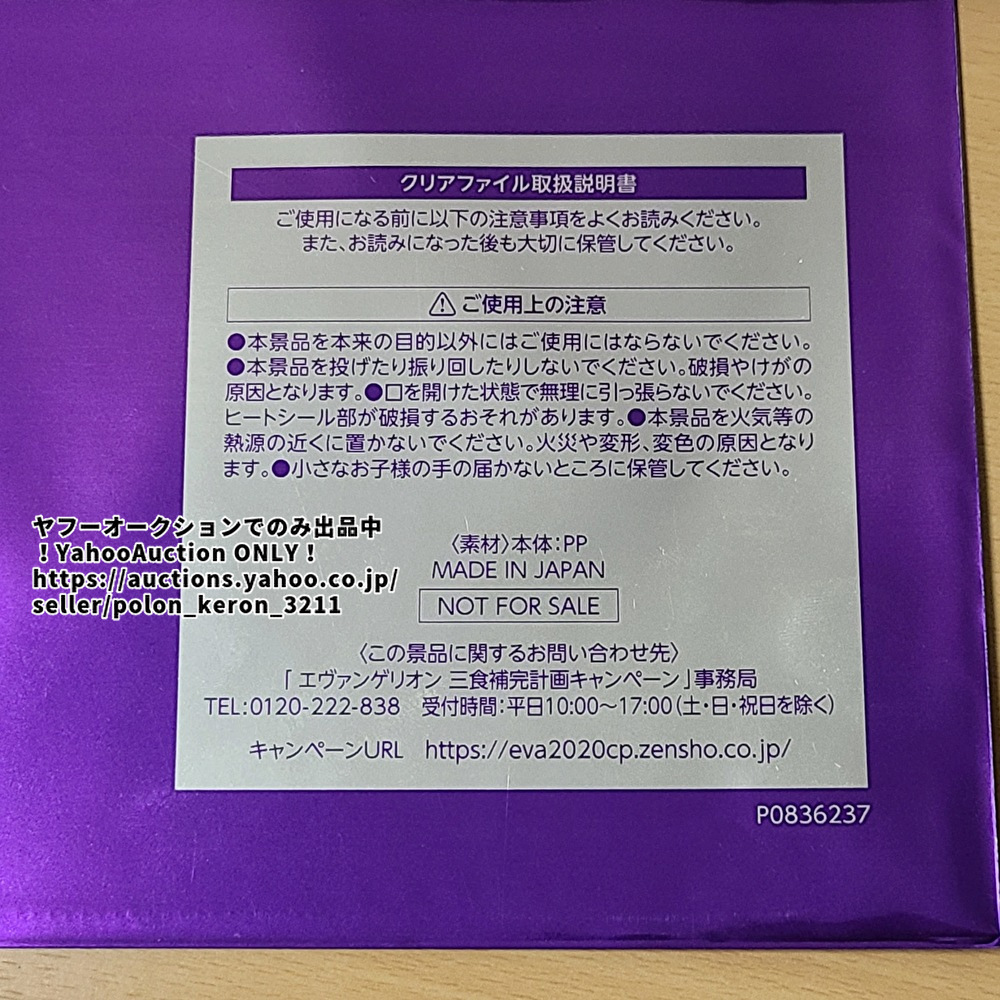 クリアファイル取扱説明書
ご使用になる前に以下の注意事項をよくお読みください。
また、お読みになった後も大切に保管してください。
⚠ご使用上の注意
●本景品を本来の目的以外にはご使用にはならないでください。
●本景品を投げたり振り回したりしないでください。破損やけがの
原因となります。●口を開けた状態で無理に引っ張らないでください。
ヒートシール部が破損するおそれがあります。●本景品を火気等の
熱源の近くに置かないでください。火災や変形、変色の原因となり
ます。●小さなお子様の手の届かないところに保管してください。
ヤフーオークションでのみ出品中
！YahooAuction ONLY！
https://auctions.yahoo.co.jp/
seller/polon_keron_3211
〈素材〉本体：PP
MADE IN JAPAN
NOT FOR SALE
〈この景品に関するお問い合わせ先〉
「エヴァンゲリオン 三食補完計画キャンペーン」事務局
TEL：0120-222-838 受付時間：平日10:00〜17:00（土・日・祝日を除く）
キャンペーンURL https://eva2020cp.zensho.co.jp/
P0836237